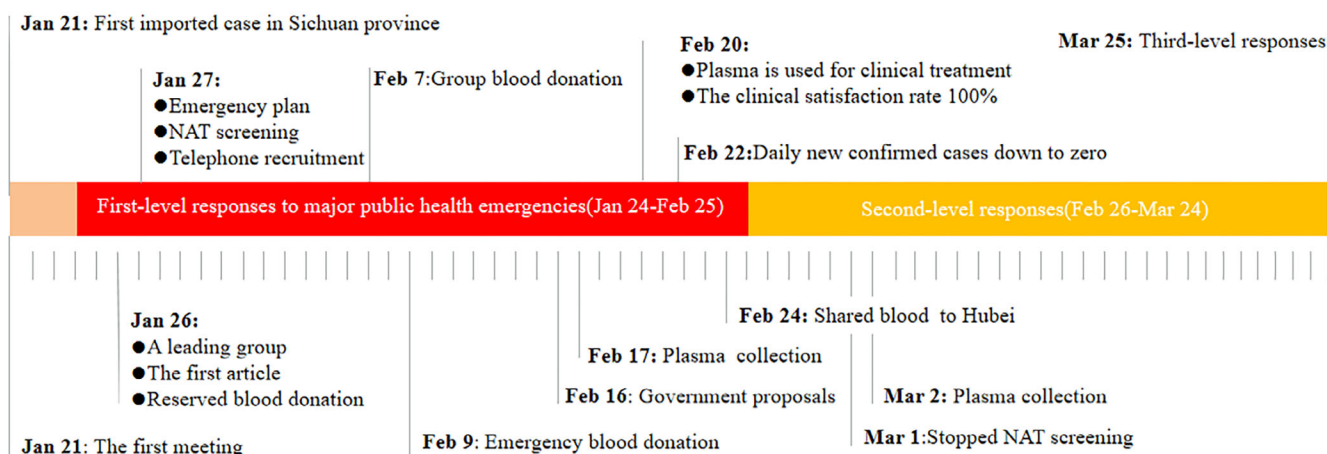 Jan 21: First imported case in Sichuan province
Jan 27:
●Emergency plan
●NAT screening
●Telephone recruitment
Feb 7:Group blood donation
Feb 20:
●Plasma is used for clinical treatment
●The clinical satisfaction rate 100%
Mar 25: Third-level responses
Feb 22:Daily new confirmed cases down to zero
First-level responses to major public health emergencies(Jan 24-Feb 25)
Second-level responses(Feb 26-Mar 24)
Jan 26:
●A leading group
●The first article
●Reserved blood donation
Jan 21: The first meeting
Feb 9: Emergency blood donation
Feb 16: Government proposals
Feb 17: Plasma collection
Feb 24: Shared blood to Hubei
Mar 2: Plasma collection
Mar 1:Stopped NAT screening